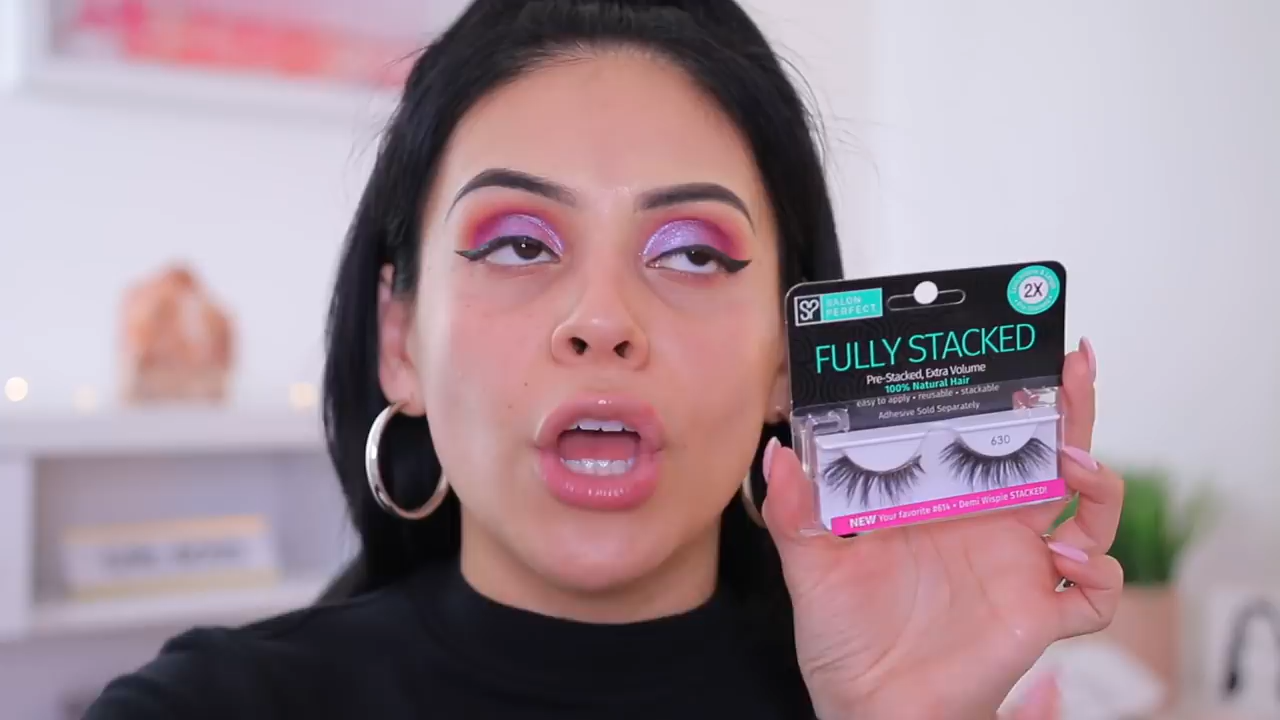 SP SALON PERFECT
2X
FULLY STACKED
Pre-Stacked, Extra Volume
100% Natural Hair
easy to apply • reusable • stackable
Adhesive Sold Separately
630
NEW Your favorite #614 • Demi Wispie STACKED!